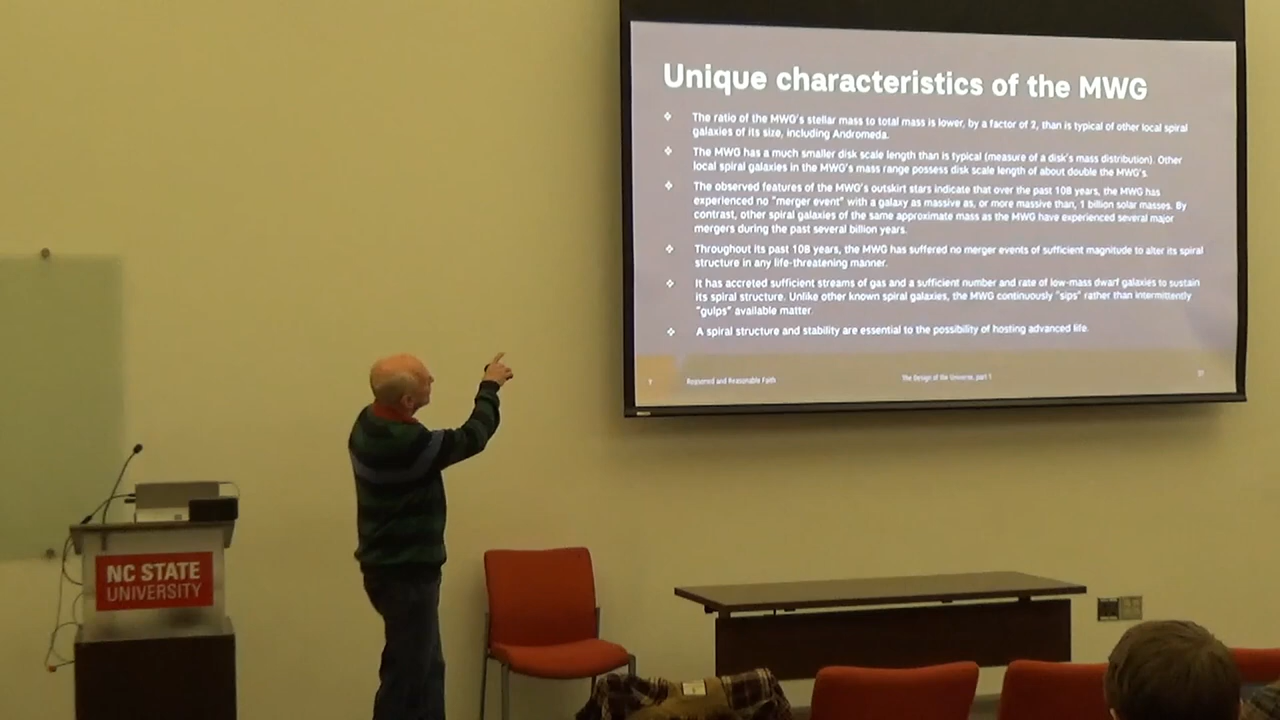 Unique characteristics of the MWG
❖ The ratio of the MWG's stellar mass to total mass is lower, by a factor of 2, than is typical of other local spiral
galaxies of its size, including Andromeda.
❖ The MWG has a much smaller disk scale length than is typical (measure of a disk's mass distribution). Other
local spiral galaxies in the MWG's mass range possess disk scale length of about double the MWG's.
❖ The observed features of the MWG's outskirt stars indicate that over the past 10B years, the MWG has
experienced no "merger event" with a galaxy as massive as, or more massive than, 1 billion solar masses. By
contrast, other spiral galaxies of the same approximate mass as the MWG have experienced several major
mergers during the past several billion years.
❖ Throughout its past 10B years, the MWG has suffered no merger events of sufficient magnitude to alter its spiral
structure in any life-threatening manner.
❖ It has accreted sufficient streams of gas and a sufficient number and rate of low-mass dwarf galaxies to sustain
its spiral structure. Unlike other known spiral galaxies, the MWG continuously "sips" rather than intermittently
"gulps" available matter.
❖ A spiral structure and stability are essential to the possibility of hosting advanced life.
Reasoned and Reasonable Faith
The Design of the Universe, part 1
NC STATE
UNIVERSITY